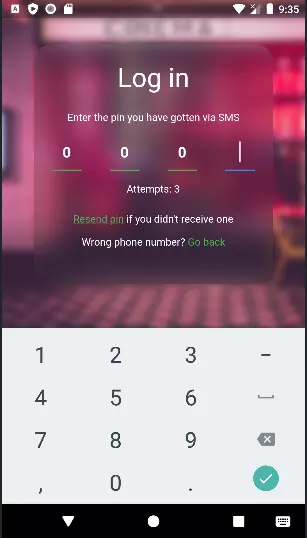 9:35
CINEMA
Log in
Enter the pin you have gotten via SMS
0 0 0
Attempts: 3
Resend pin if you didn't receive one
Wrong phone number? Go back
1 2 3 -
4 5 6
7 8 9
, 0 .